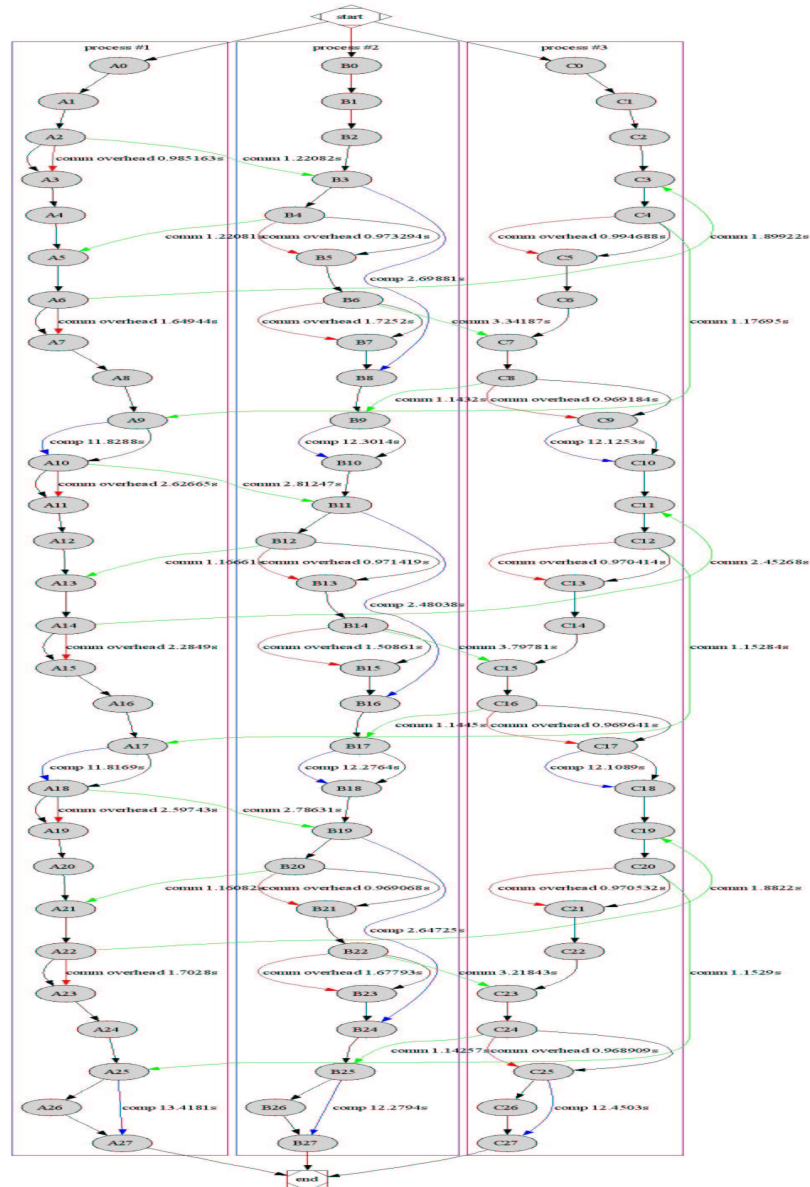 start
process #1 process #2 process #3
A0 B0 C0
A1 B1 C1
A2 B2 C2
comm overhead 0.985163s comm 1.22082s
A3 B3 C3
A4 B4 C4
comm 1.22081s comm overhead 0.973294s comm overhead 0.994688s comm 1.89922s
A5 B5 C5
comp 2.69881s
A6 B6 C6
comm overhead 1.64944s comm overhead 1.7252s comm 3.34187s comm 1.17695s
A7 B7 C7
A8 B8 C8
comm 1.1432s comm overhead 0.969184s
A9 B9 C9
comp 11.8288s comp 12.3014s comp 12.1253s
A10 B10 C10
comm overhead 2.62665s comm 2.81247s
A11 B11 C11
A12 B12 C12
comm 1.16661s comm overhead 0.971419s comm overhead 0.970414s comm 2.45268s
A13 B13 C13
comp 2.48038s
A14 B14 C14
comm overhead 2.2849s comm overhead 1.50861s comm 3.79781s comm 1.15284s
A15 B15 C15
A16 B16 C16
comm 1.1445s comm overhead 0.969641s
A17 B17 C17
comp 11.8169s comp 12.2764s comp 12.1089s
A18 B18 C18
comm overhead 2.59743s comm 2.78631s
A19 B19 C19
A20 B20 C20
comm 1.16082s comm overhead 0.969068s comm overhead 0.970532s comm 1.8822s
A21 B21 C21
comp 2.64725s
A22 B22 C22
comm overhead 1.7028s comm overhead 1.67793s comm 3.21843s comm 1.1529s
A23 B23 C23
A24 B24 C24
comm 1.14257s comm overhead 0.968909s
A25 B25 C25
A26 comp 13.4181s B26 comp 12.2794s C26 comp 12.4503s
A27 B27 C27
end